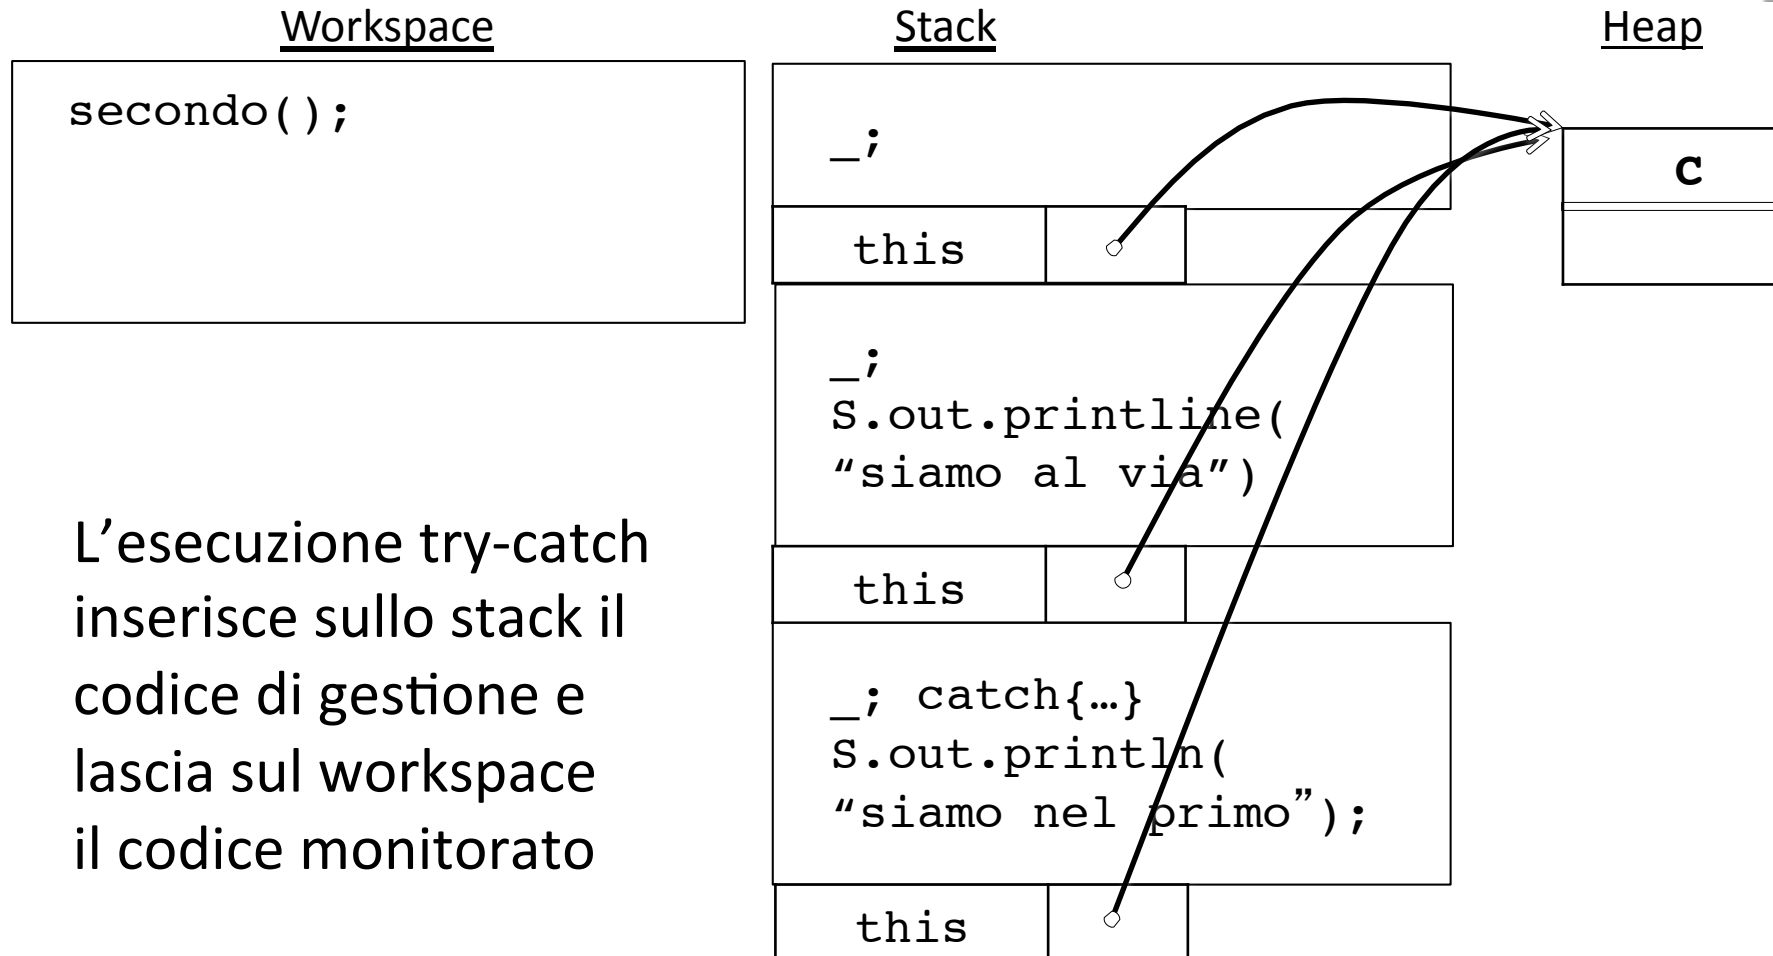 Workspace
Stack
Heap
secondo();
_;
this
C
_;
S.out.printline(
“siamo al via”)
this
_; catch{…}
S.out.println(
“siamo nel primo”);
this
L’esecuzione try-catch
inserisce sullo stack il
codice di gestione e
lascia sul workspace
il codice monitorato